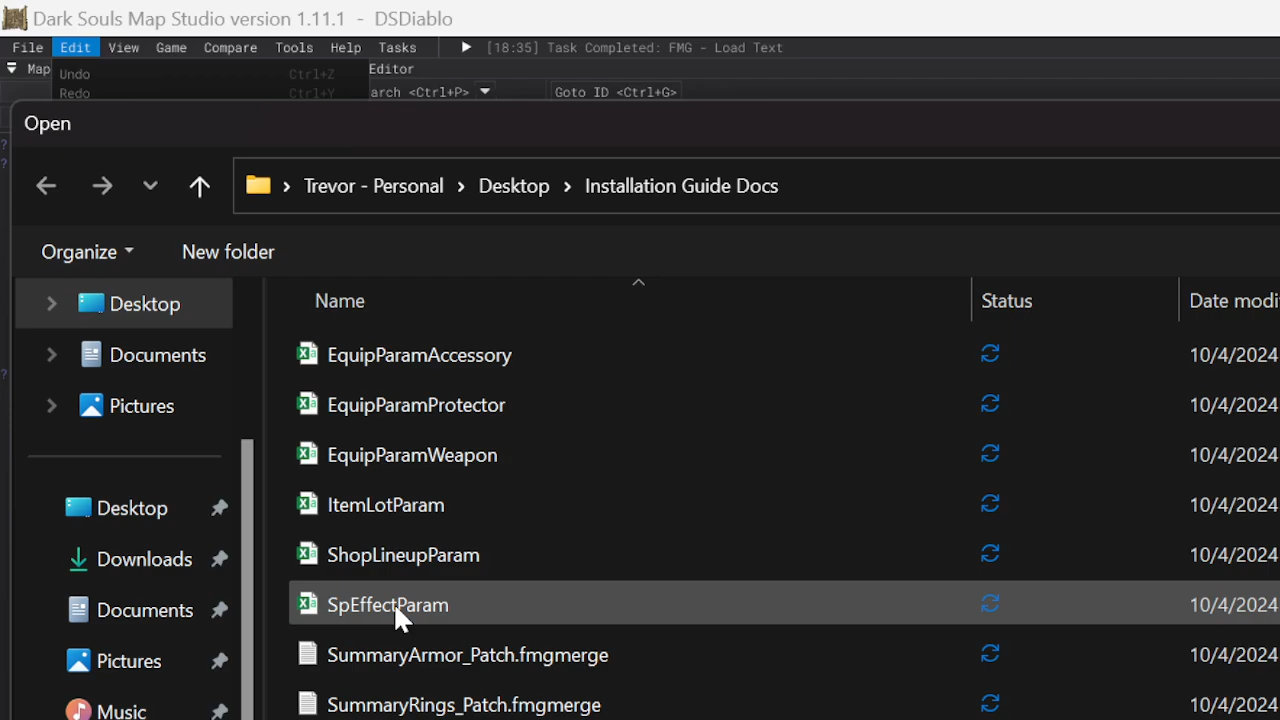 Dark Souls Map Studio version 1.11.1 - DSDiablo
File Edit View Game Compare Tools Help Tasks [18:35] Task Completed: FMG - Load Text
Map Undo Ctrl+Z Editor
Redo Ctrl+Y arch <Ctrl+P> Goto ID <Ctrl+G>
Open
Trevor - Personal › Desktop › Installation Guide Docs
Organize New folder
Name Status Date modi
Desktop
Documents
Pictures
Desktop
Downloads
Documents
Pictures
Music
EquipParamAccessory 10/4/2024
EquipParamProtector 10/4/2024
EquipParamWeapon 10/4/2024
ItemLotParam 10/4/2024
ShopLineupParam 10/4/2024
SpEffectParam 10/4/2024
SummaryArmor_Patch.fmgmerge 10/4/2024
SummaryRings_Patch.fmgmerge 10/4/2024